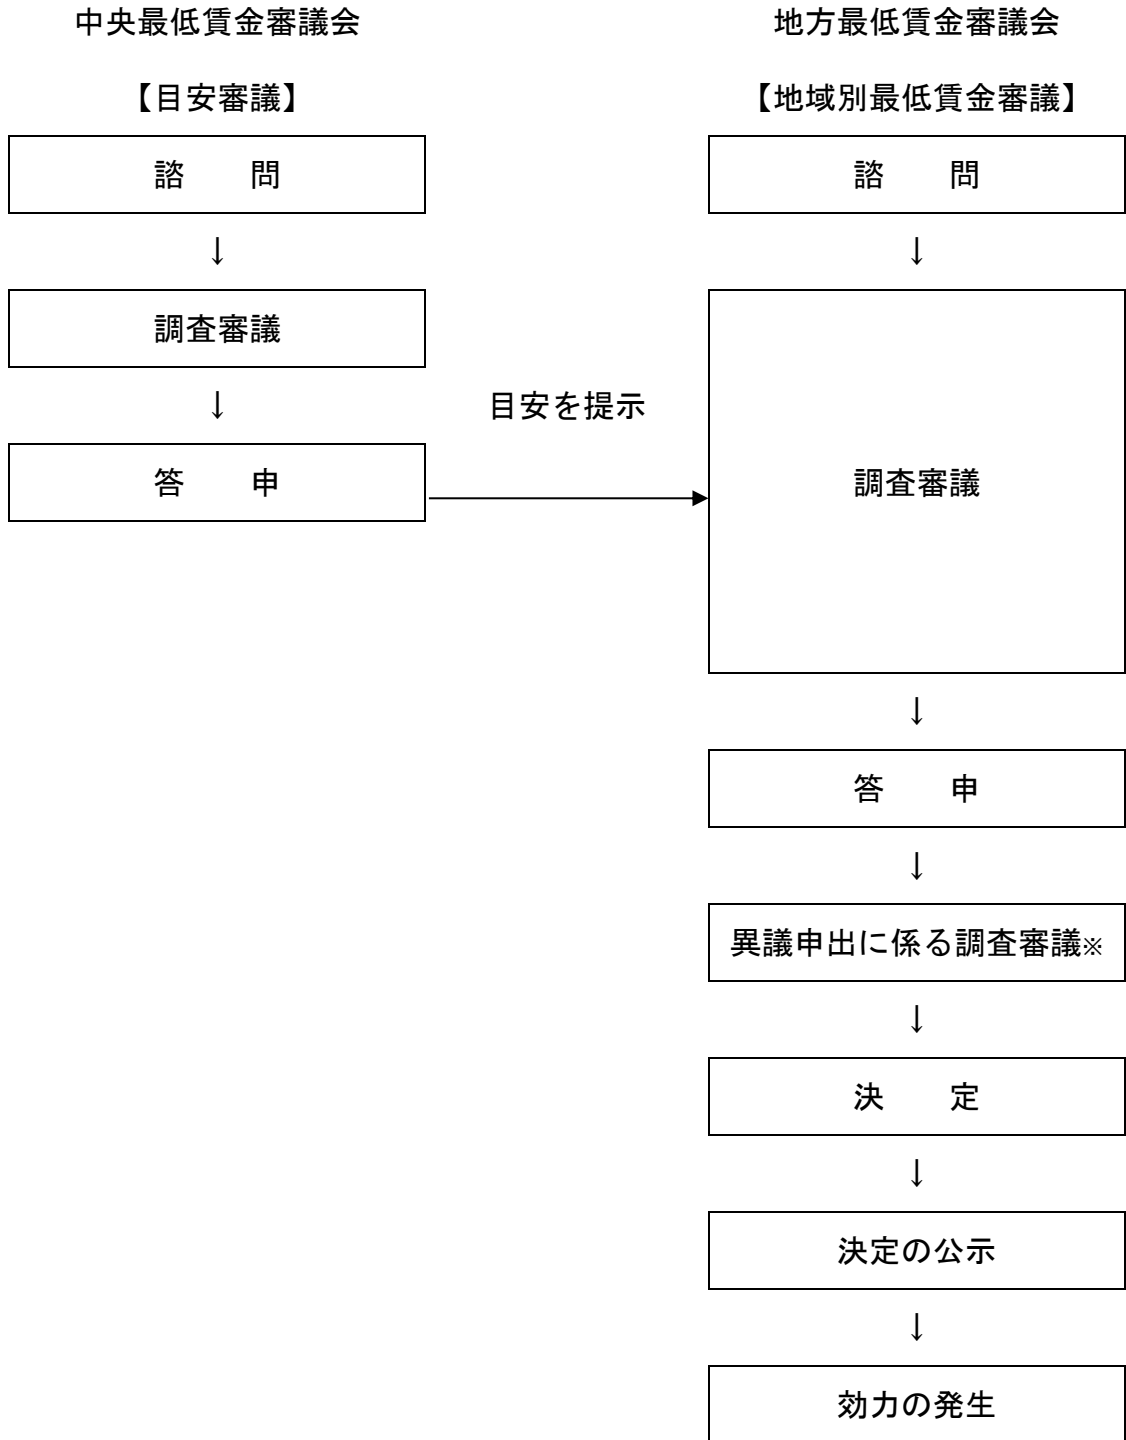 中央最低賃金審議会
【目安審議】
諮 問
↓
調査審議
↓
答 申
目安を提示
地方最低賃金審議会
【地域別最低賃金審議】
諮 問
↓
調査審議
↓
答 申
↓
異議申出に係る調査審議※
↓
決 定
↓
決定の公示
↓
効力の発生